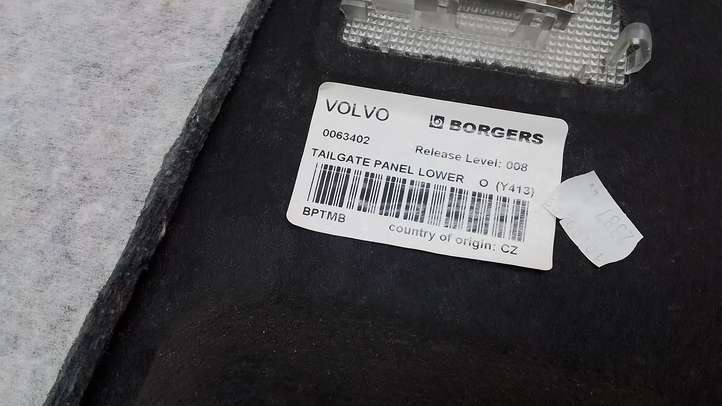 VOLVO BORGERS
0063402
Release Level: 008
TAILGATE PANEL LOWER O (Y413)
BPTMB
country of origin: CZ